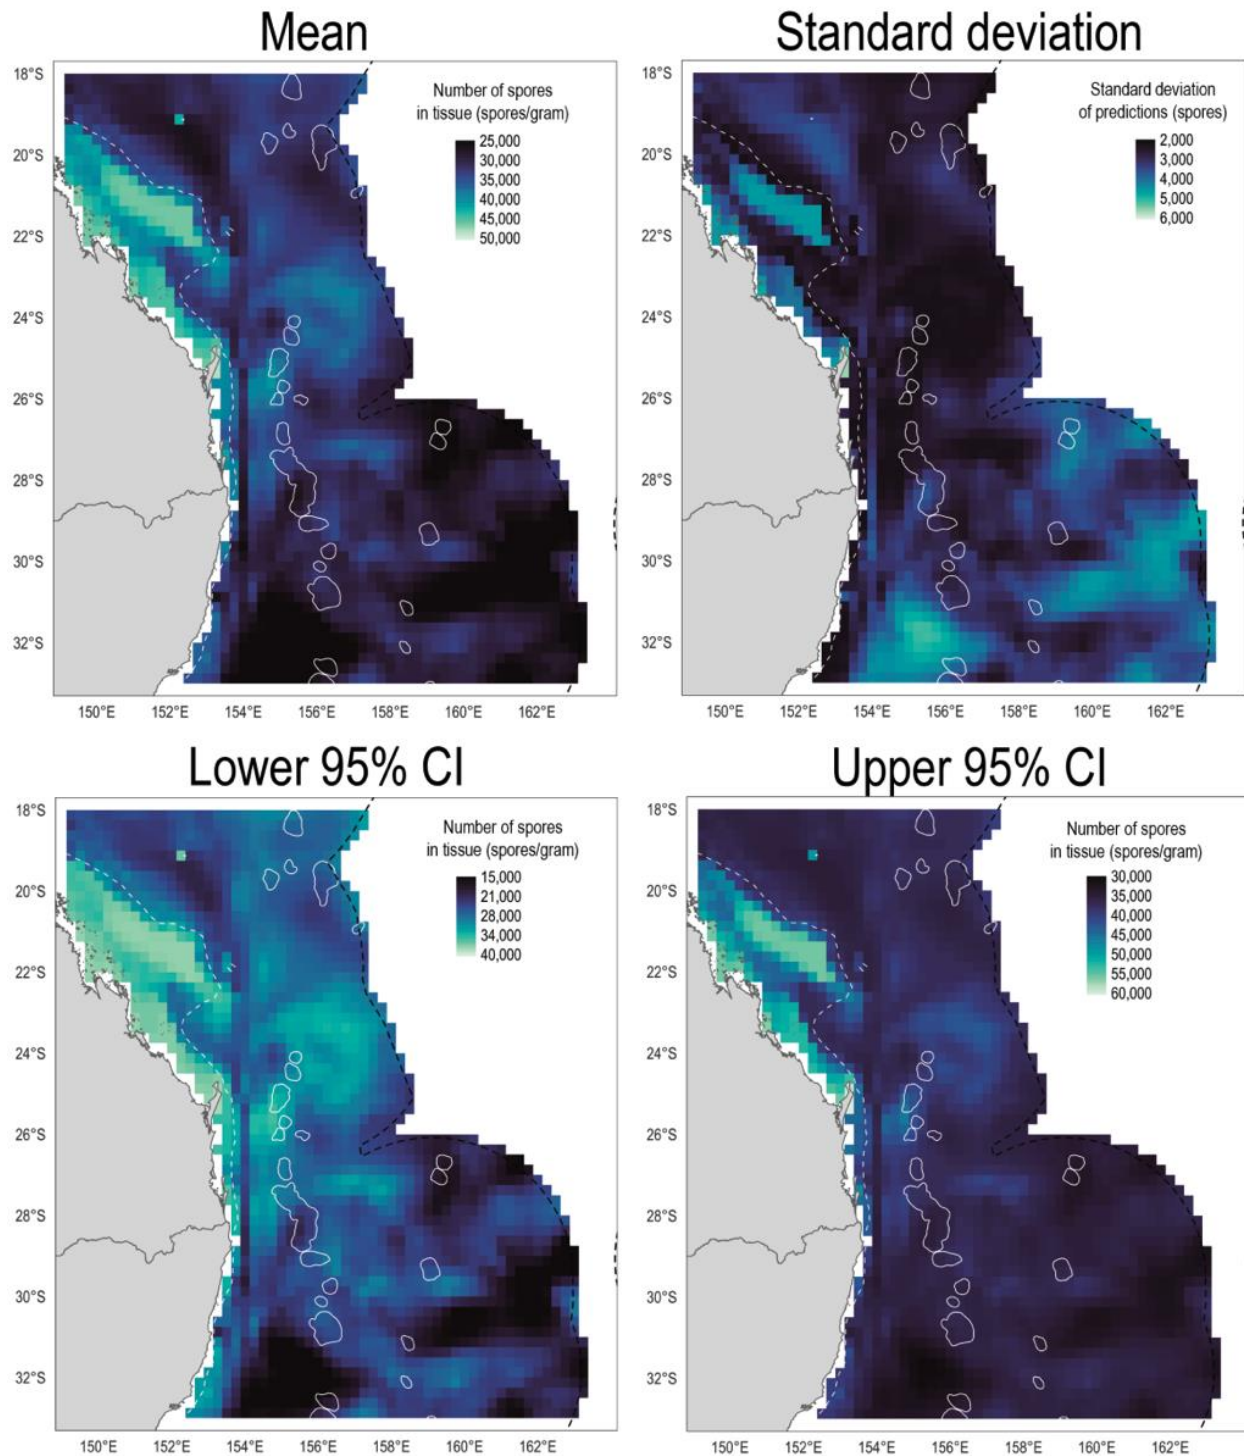 Mean
Number of spores
in tissue (spores/gram)
25,000
30,000
35,000
40,000
45,000
50,000
18°S
20°S
22°S
24°S
26°S
28°S
30°S
32°S
150°E 152°E 154°E 156°E 158°E 160°E 162°E
Standard deviation
Standard deviation
of predictions (spores)
2,000
3,000
4,000
5,000
6,000
18°S
20°S
22°S
24°S
26°S
28°S
30°S
32°S
150°E 152°E 154°E 156°E 158°E 160°E 162°E
Lower 95% CI
Number of spores
in tissue (spores/gram)
15,000
21,000
28,000
34,000
40,000
18°S
20°S
22°S
24°S
26°S
28°S
30°S
32°S
150°E 152°E 154°E 156°E 158°E 160°E 162°E
Upper 95% CI
Number of spores
in tissue (spores/gram)
30,000
35,000
40,000
45,000
50,000
55,000
60,000
18°S
20°S
22°S
24°S
26°S
28°S
30°S
32°S
150°E 152°E 154°E 156°E 158°E 160°E 162°E